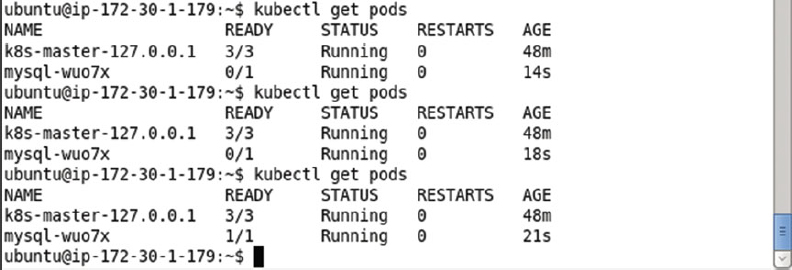 ubuntu@ip-172-30-1-179:~$ kubectl get pods
NAME READY STATUS RESTARTS AGE
k8s-master-127.0.0.1 3/3 Running 0 48m
mysql-wuo7x 0/1 Running 0 14s
ubuntu@ip-172-30-1-179:~$ kubectl get pods
NAME READY STATUS RESTARTS AGE
k8s-master-127.0.0.1 3/3 Running 0 48m
mysql-wuo7x 0/1 Running 0 18s
ubuntu@ip-172-30-1-179:~$ kubectl get pods
NAME READY STATUS RESTARTS AGE
k8s-master-127.0.0.1 3/3 Running 0 48m
mysql-wuo7x 1/1 Running 0 21s
ubuntu@ip-172-30-1-179:~$